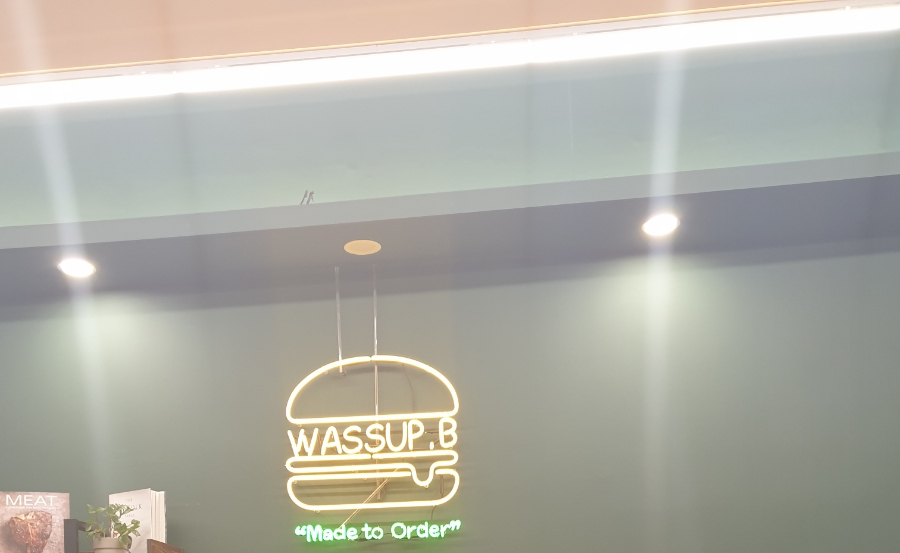 WASSUP.B
“Made to Order”
MEAT.